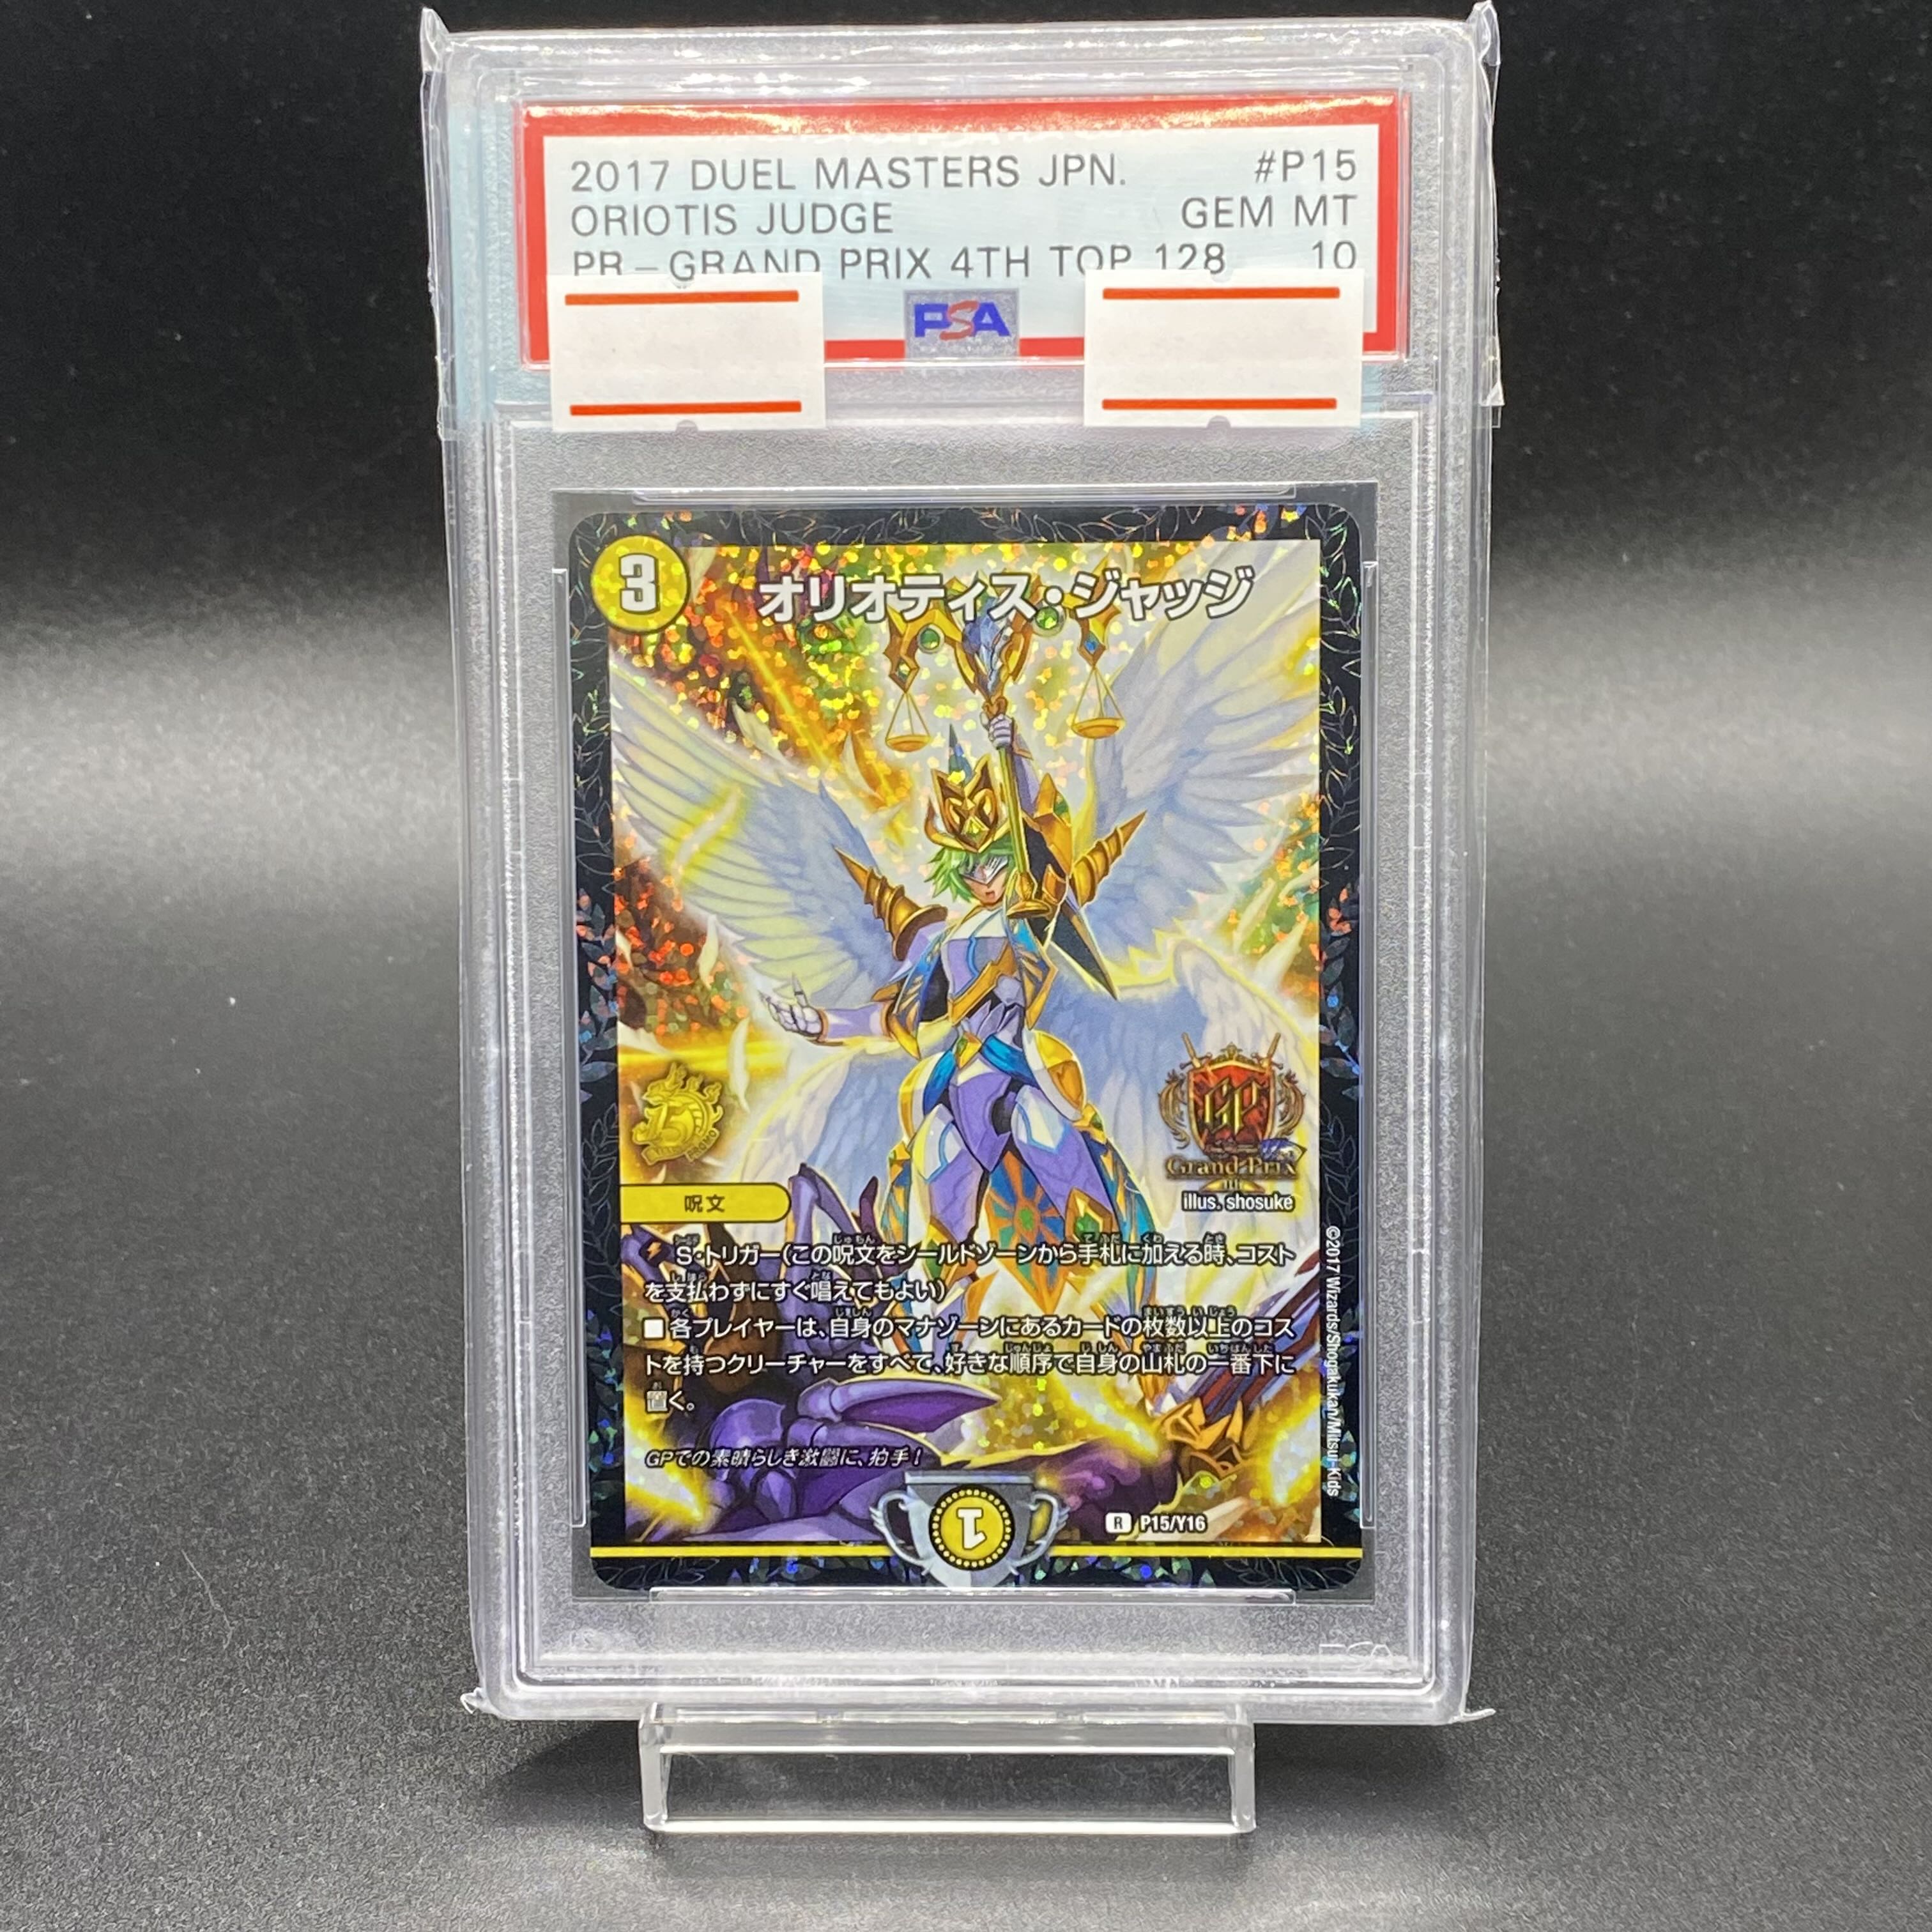 2017 DUEL MASTERS JPN. #P15
ORIOTIS JUDGE GEM MT
PR-GRAND PRIX 4TH TOP 128 10
PSA
3
オリオティス・ジャッジ
15
GP
Grand Prix
呪文
illus. shosuke
S・トリガー(この呪文をシールドゾーンから手札に加える時、コスト
を支払わずにすぐ唱えてもよい)
■各プレイヤーは、自身のマナゾーンにあるカードの枚数以上のコス
トを持つクリーチャーをすべて、好きな順序で自身の山札の一番下に
置く。
GPでの素晴らしき激闘に、拍手!
1
R P15/Y16
©2017 Wizards/Shogakukan/Mitsui-Kids
PSA